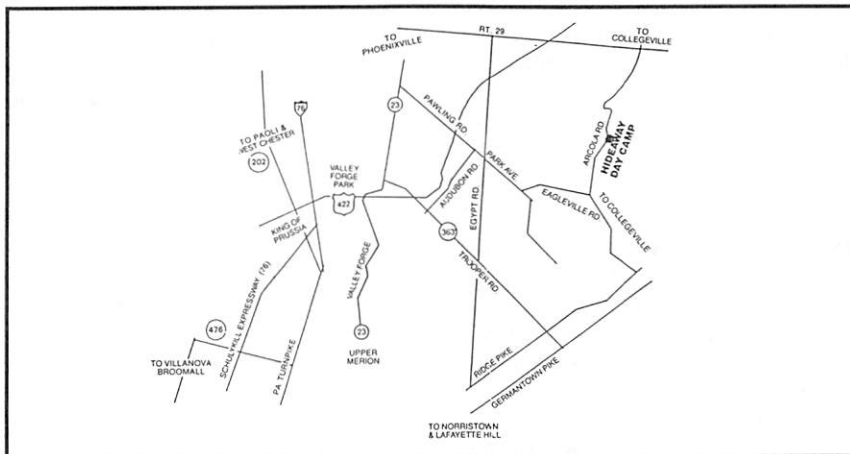 RT. 29
TO
COLLEGEVILLE
TO
PHOENIXVILLE
76
23
PAWLING RD
ARCOLA RD
HIDEAWAY
DAY CAMP
TO PAOLI &
WEST CHESTER
202
VALLEY
FORGE
PARK
422
AUDUBON RD
PARK AVE
EGYPT RD
EAGLEVILLE RD
TO COLLEGEVILLE
KING OF
PRUSSIA
363
TROOPER RD.
VALLEY FORGE
SCHULYKILL EXPRESSWAY (76)
476
23
UPPER
MERION
TO VILLANOVA
BROOMALL
PA TURNPIKE
RIDGE PIKE
GERMANTOWN PIKE
TO NORRISTOWN
& LAFAYETTE HILL